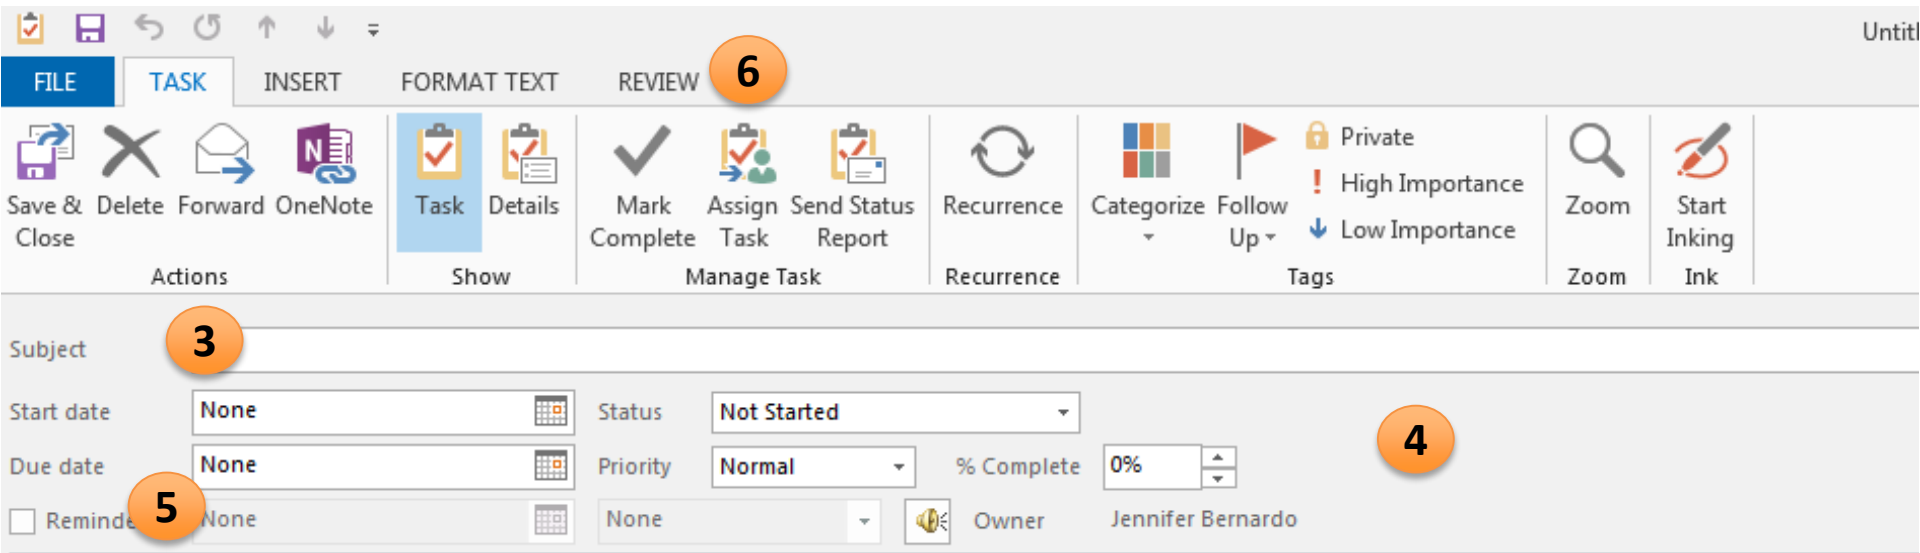 Untitl
FILE TASK INSERT FORMAT TEXT REVIEW 6
Save & Close Delete Forward OneNote Task Details Mark Complete Assign Task Send Status Report Recurrence Categorize Follow Up Private High Importance Low Importance Zoom Start Inking
Actions Show Manage Task Recurrence Tags Zoom Ink
Subject 3
Start date None Status Not Started
Due date None Priority Normal % Complete 0% 4
Reminde 5 None None Owner Jennifer Bernardo